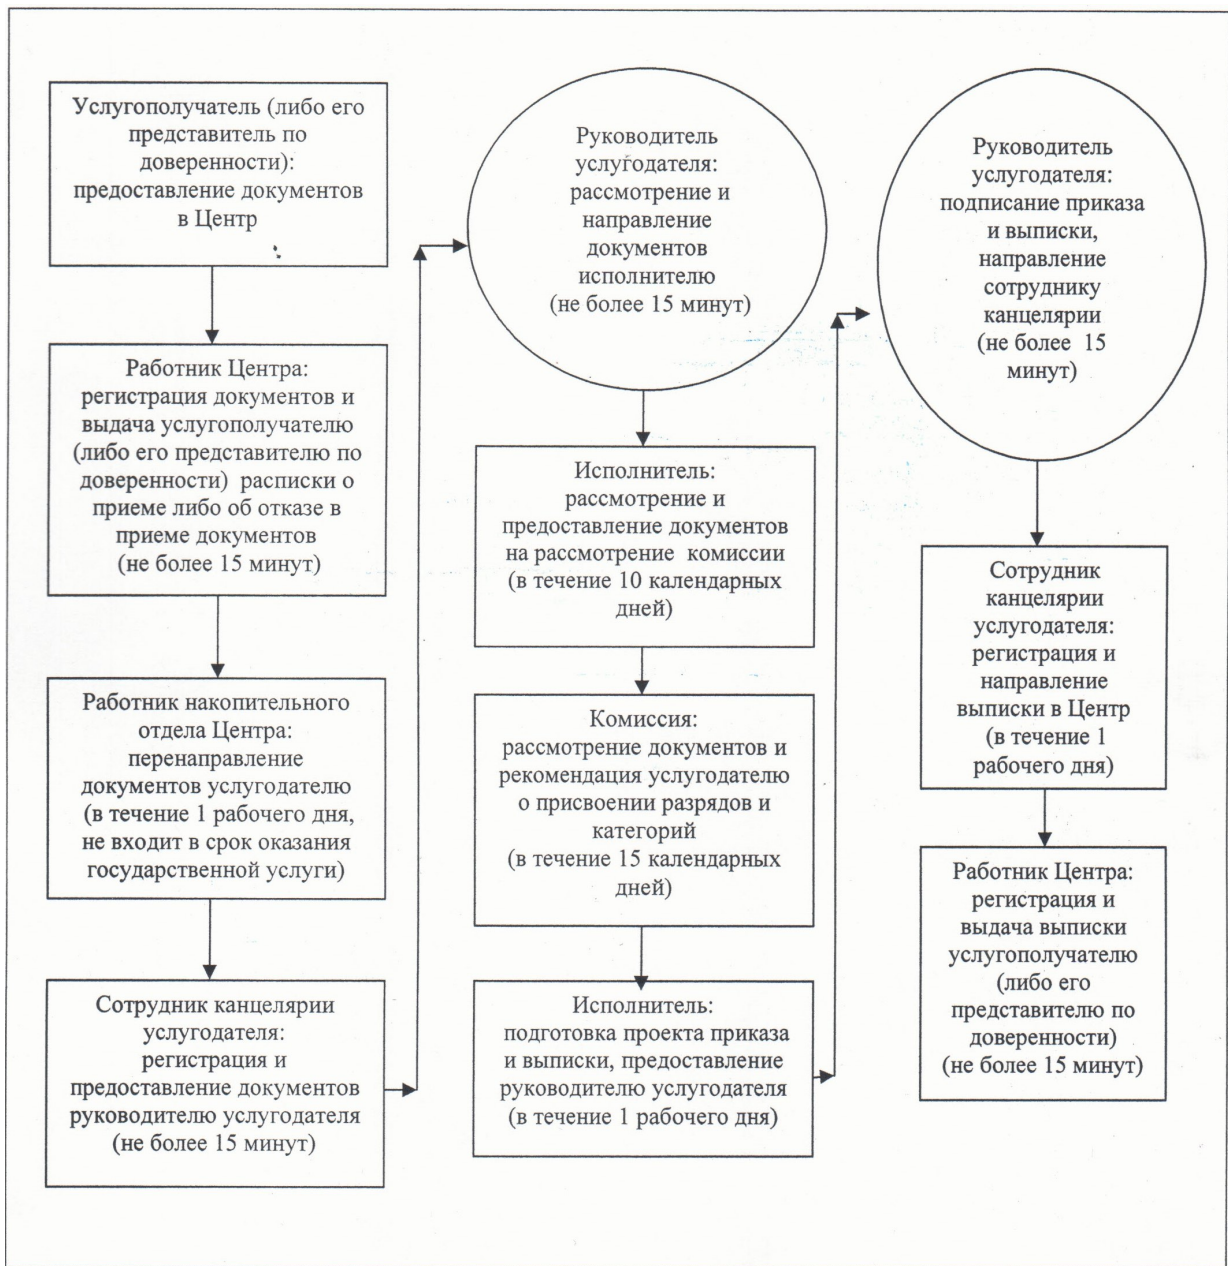 Услугополучатель (либо его
представитель по
доверенности):
предоставление документов
в Центр
Работник Центра:
регистрация документов и
выдача услугополучателю
(либо его представителю по
доверенности) расписки о
приеме либо об отказе в
приеме документов
(не более 15 минут)
Работник накопительного
отдела Центра:
перенаправление
документов услугодателю
(в течение 1 рабочего дня,
не входит в срок оказания
государственной услуги)
Сотрудник канцелярии
услугодателя:
регистрация и
предоставление документов
руководителю услугодателя
(не более 15 минут)
Руководитель
услугодателя:
рассмотрение и
направление
документов
исполнителю
(не более 15 минут)
Исполнитель:
рассмотрение и
предоставление документов
на рассмотрение комиссии
(в течение 10 календарных
дней)
Комиссия:
рассмотрение документов и
рекомендация услугодателю
о присвоении разрядов и
категорий
(в течение 15 календарных
дней)
Исполнитель:
подготовка проекта приказа
и выписки, предоставление
руководителю услугодателя
(в течение 1 рабочего дня)
Руководитель
услугодателя:
подписание приказа
и выписки,
направление
сотруднику
канцелярии
(не более 15
минут)
Сотрудник
канцелярии
услугодателя:
регистрация и
направление
выписки в Центр
(в течение 1
рабочего дня)
Работник Центра:
регистрация и
выдача выписки
услугополучателю
(либо его
представителю по
доверенности)
(не более 15 минут)